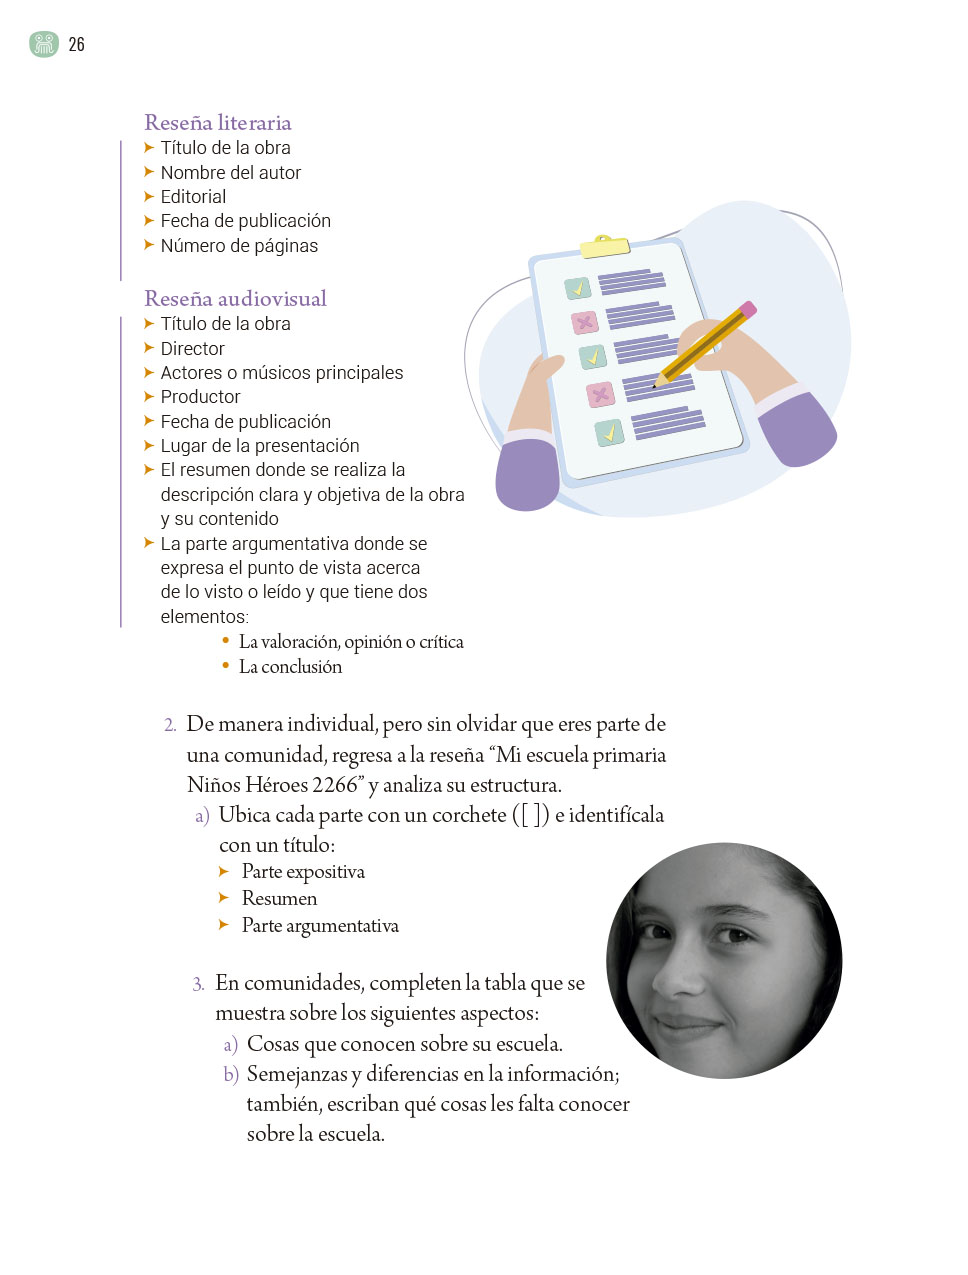 26
Reseña literaria
➤ Título de la obra
➤ Nombre del autor
➤ Editorial
➤ Fecha de publicación
➤ Número de páginas
Reseña audiovisual
➤ Título de la obra
➤ Director
➤ Actores o músicos principales
➤ Productor
➤ Fecha de publicación
➤ Lugar de la presentación
➤ El resumen donde se realiza la
descripción clara y objetiva de la obra
y su contenido
➤ La parte argumentativa donde se
expresa el punto de vista acerca
de lo visto o leído y que tiene dos
elementos:
• La valoración, opinión o crítica
• La conclusión
2. De manera individual, pero sin olvidar que eres parte de
una comunidad, regresa a la reseña “Mi escuela primaria
Niños Héroes 2266” y analiza su estructura.
a) Ubica cada parte con un corchete ([ ]) e identifícala
con un título:
➤ Parte expositiva
➤ Resumen
➤ Parte argumentativa
3. En comunidades, completen la tabla que se
muestra sobre los siguientes aspectos:
a) Cosas que conocen sobre su escuela.
b) Semejanzas y diferencias en la información;
también, escriban qué cosas les falta conocer
sobre la escuela.